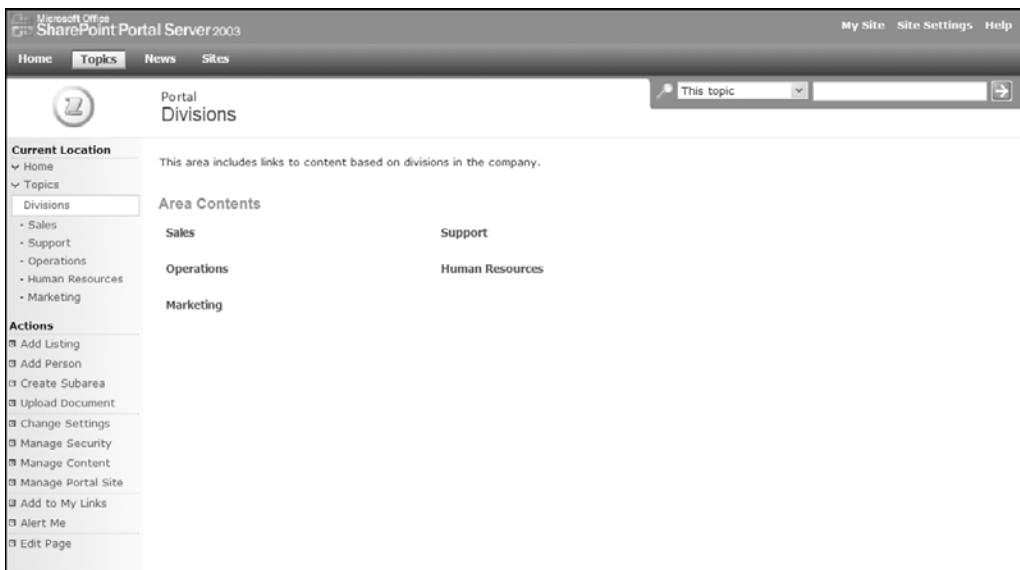 Microsoft Office
SharePoint Portal Server 2003
My Site Site Settings Help
Home Topics News Sites
Portal
Divisions
This topic
Current Location
Home
Topics
Divisions
Sales
Support
Operations
Human Resources
Marketing
Actions
Add Listing
Add Person
Create Subarea
Upload Document
Change Settings
Manage Security
Manage Content
Manage Portal Site
Add to My Links
Alert Me
Edit Page
This area includes links to content based on divisions in the company.
Area Contents
Sales Support
Operations Human Resources
Marketing